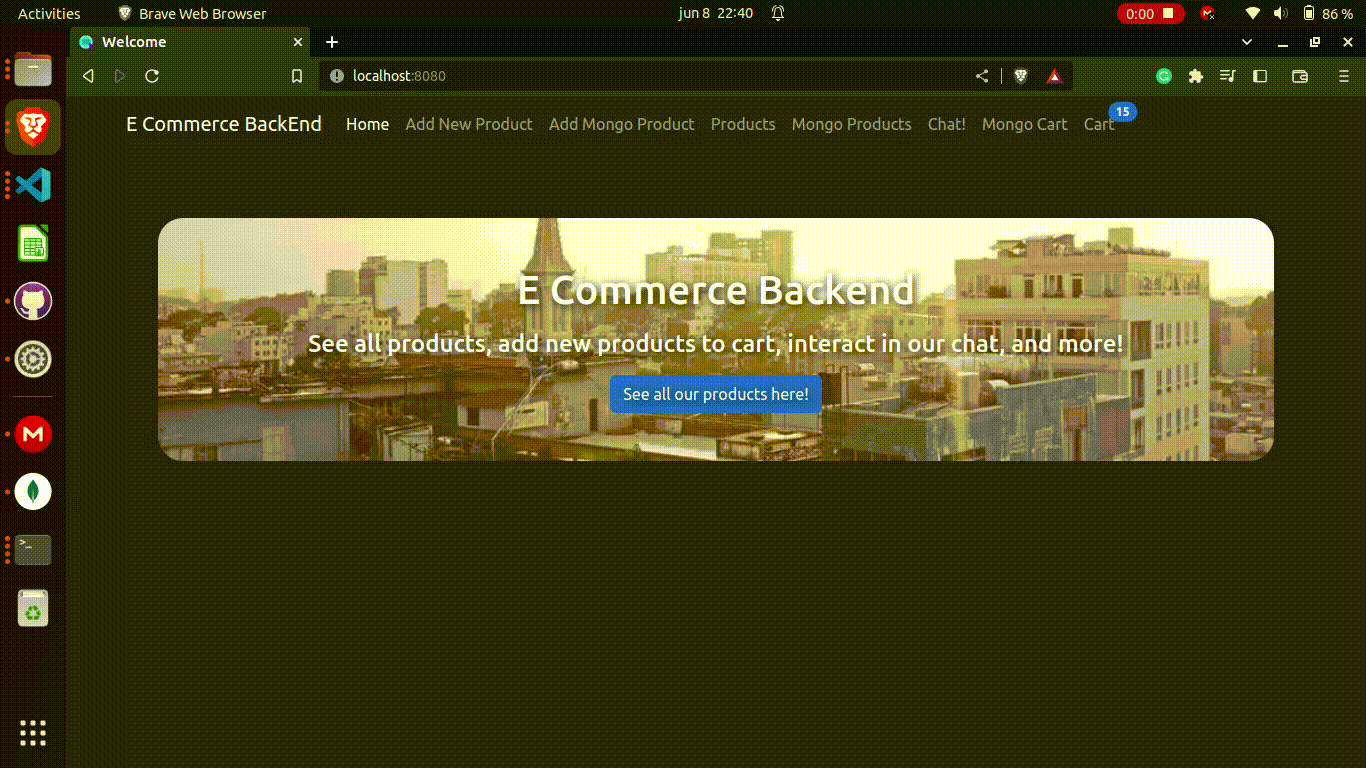 Activities Brave Web Browser jun 8 22:40 0:00 86 %
Welcome
localhost:8080
E Commerce BackEnd Home Add New Product Add Mongo Product Products Mongo Products Chat! Mongo Cart Cart 15
E Commerce Backend
See all products, add new products to cart, interact in our chat, and more!
See all our products here!
>_